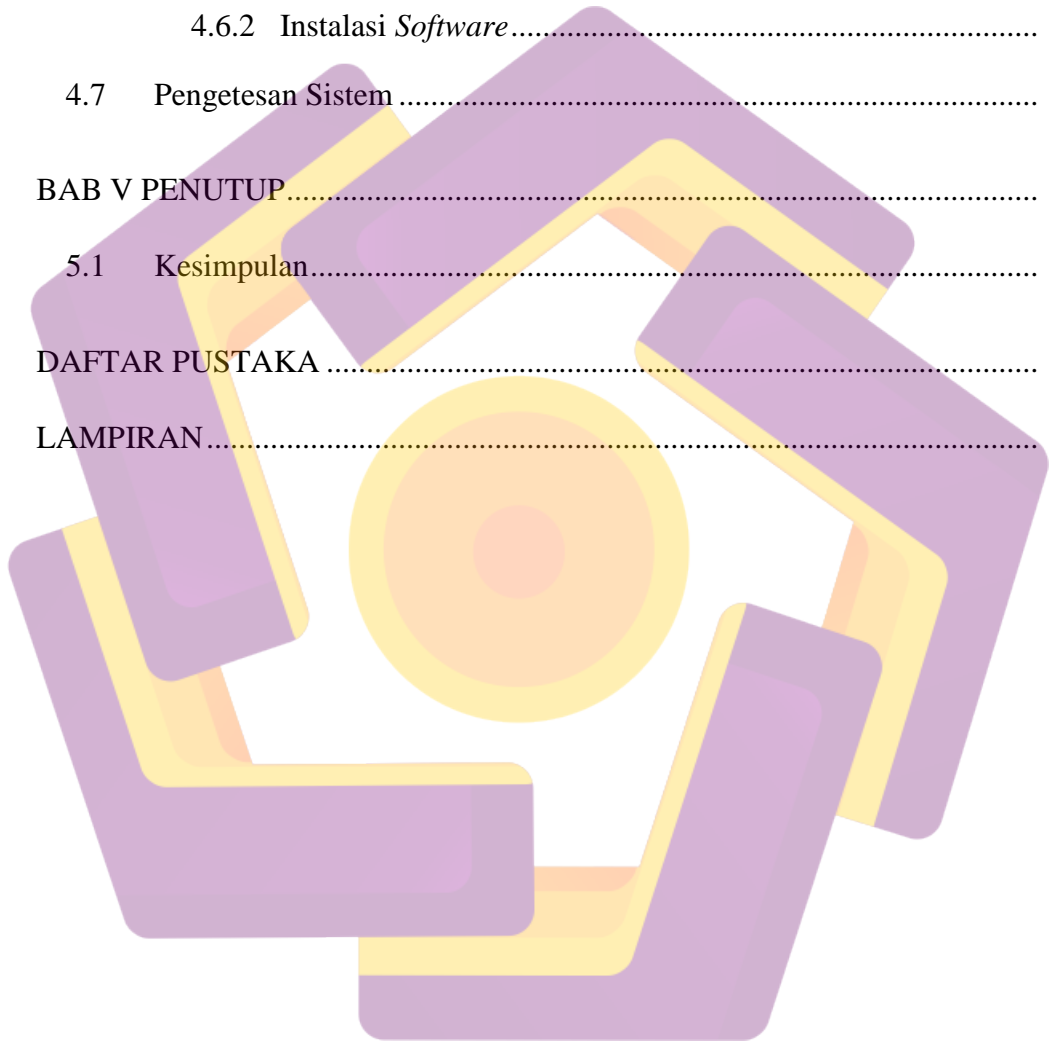 4.6.2 Instalasi Software......................................................................
4.7 Pengetesan Sistem.....................................................................................
BAB V PENUTUP....................................................................................................
5.1 Kesimpulan.................................................................................................
DAFTAR PUSTAKA ..............................................................................................
LAMPIRAN...............................................................................................................